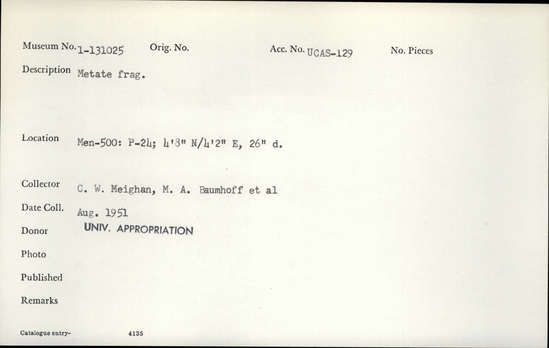 Museum No. 1-131025 Orig. No. Acc. No. UCAS-129 No. Pieces
Description Metate frag.
Location Men-500: P-24; 4'8" N/4'2" E, 26" d.
Collector C. W. Meighan, M. A. Baumhoff et al
Date Coll. Aug. 1951
Donor UNIV. APPROPRIATION
Photo
Published
Remarks
Catalogue entry- 4135